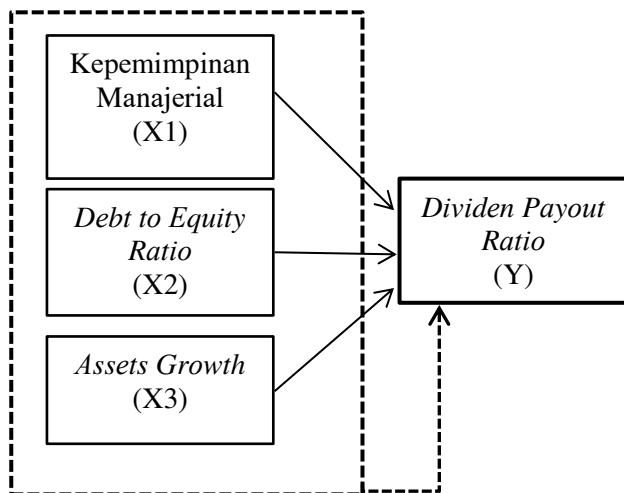 Kepemimpinan
Manajerial
(X1)
Debt to Equity
Ratio
(X2)
Assets Growth
(X3)
Dividen Payout
Ratio
(Y)